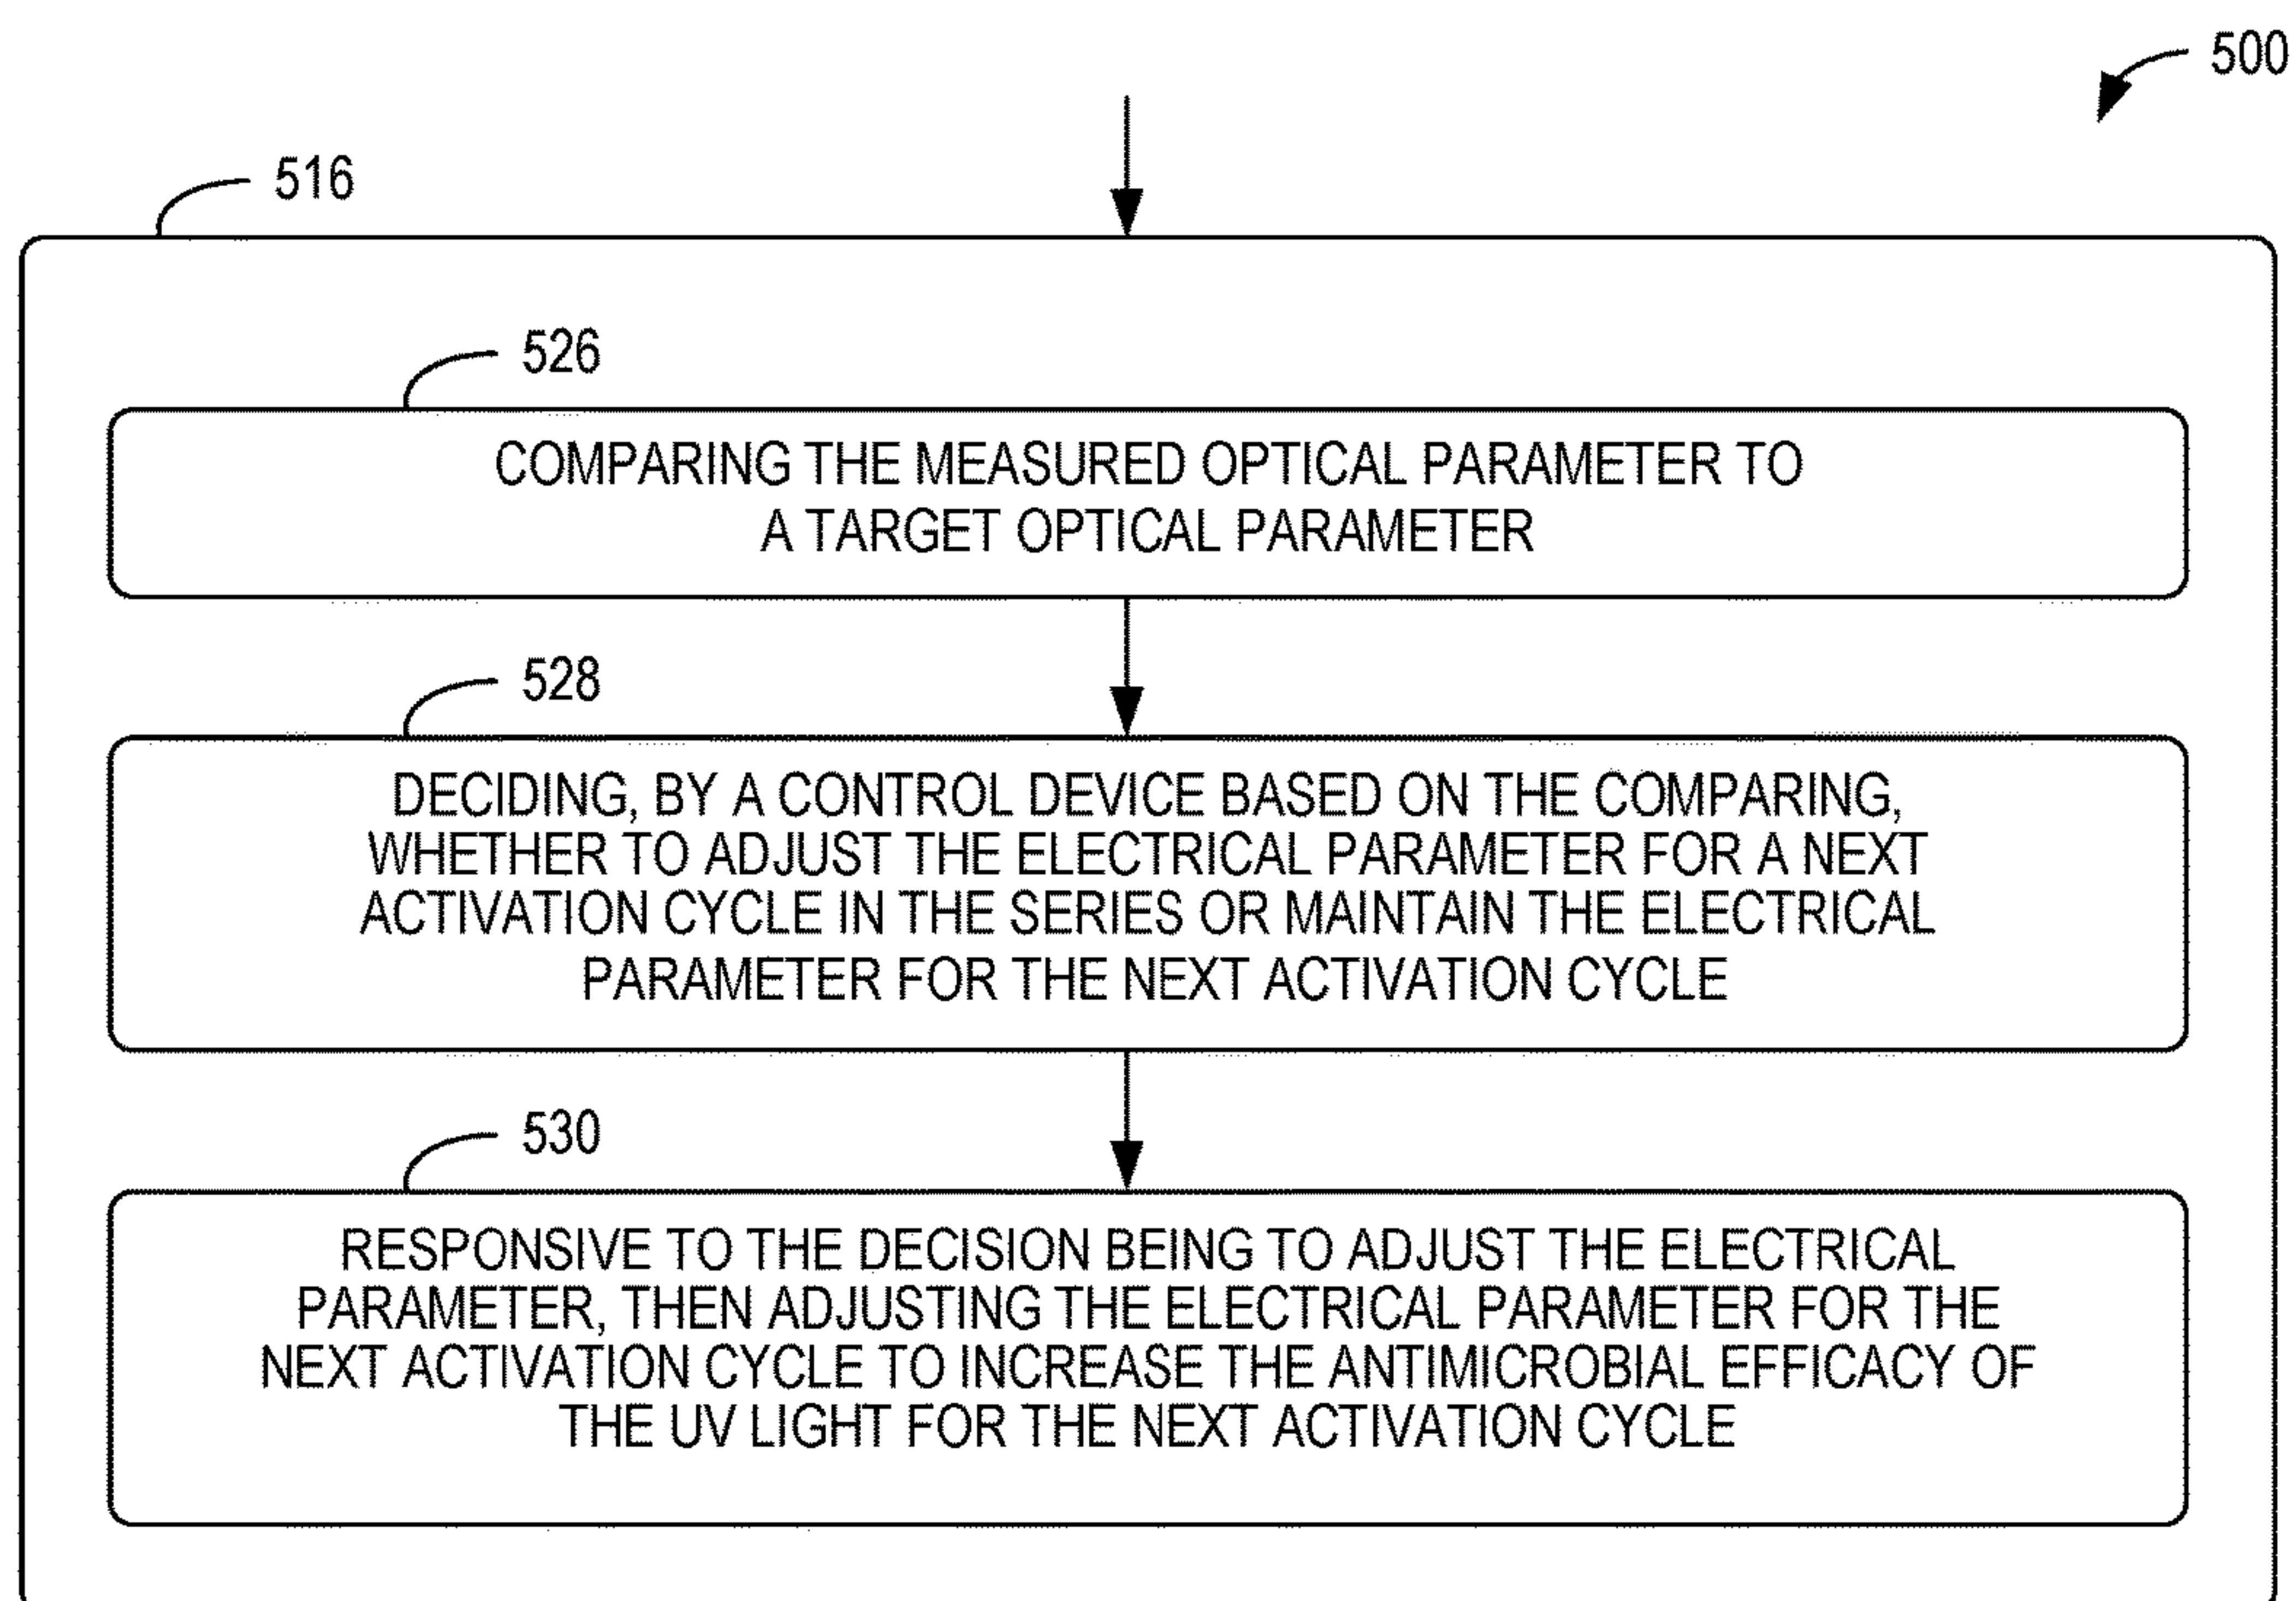 500
516
526
COMPARING THE MEASURED OPTICAL PARAMETER TO
A TARGET OPTICAL PARAMETER
528
DECIDING, BY A CONTROL DEVICE BASED ON THE COMPARING,
WHETHER TO ADJUST THE ELECTRICAL PARAMETER FOR A NEXT
ACTIVATION CYCLE IN THE SERIES OR MAINTAIN THE ELECTRICAL
PARAMETER FOR THE NEXT ACTIVATION CYCLE
530
RESPONSIVE TO THE DECISION BEING TO ADJUST THE ELECTRICAL
PARAMETER, THEN ADJUSTING THE ELECTRICAL PARAMETER FOR THE
NEXT ACTIVATION CYCLE TO INCREASE THE ANTIMICROBIAL EFFICACY OF
THE UV LIGHT FOR THE NEXT ACTIVATION CYCLE